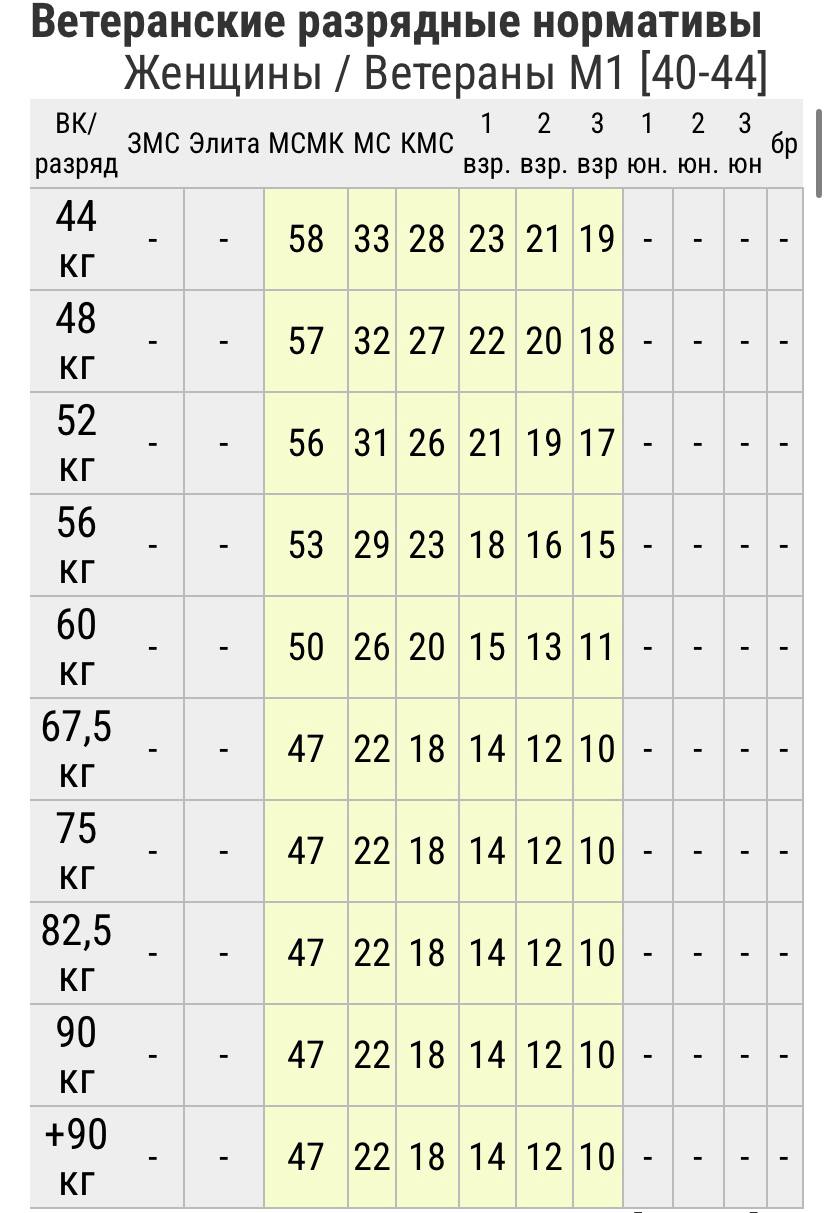 Ветеранские разрядные нормативы
Женщины / Ветераны М1 [40-44]
ВК/ разряд ЗМС Элита МСМК МС КМС 1 взр. 2 взр. 3 взр 1 юн. 2 юн. 3 юн бр
44 кг - - 58 33 28 23 21 19 - - - -
48 кг - - 57 32 27 22 20 18 - - - -
52 кг - - 56 31 26 21 19 17 - - - -
56 кг - - 53 29 23 18 16 15 - - - -
60 кг - - 50 26 20 15 13 11 - - - -
67,5 кг - - 47 22 18 14 12 10 - - - -
75 кг - - 47 22 18 14 12 10 - - - -
82,5 кг - - 47 22 18 14 12 10 - - - -
90 кг - - 47 22 18 14 12 10 - - - -
+90 кг - - 47 22 18 14 12 10 - - - -